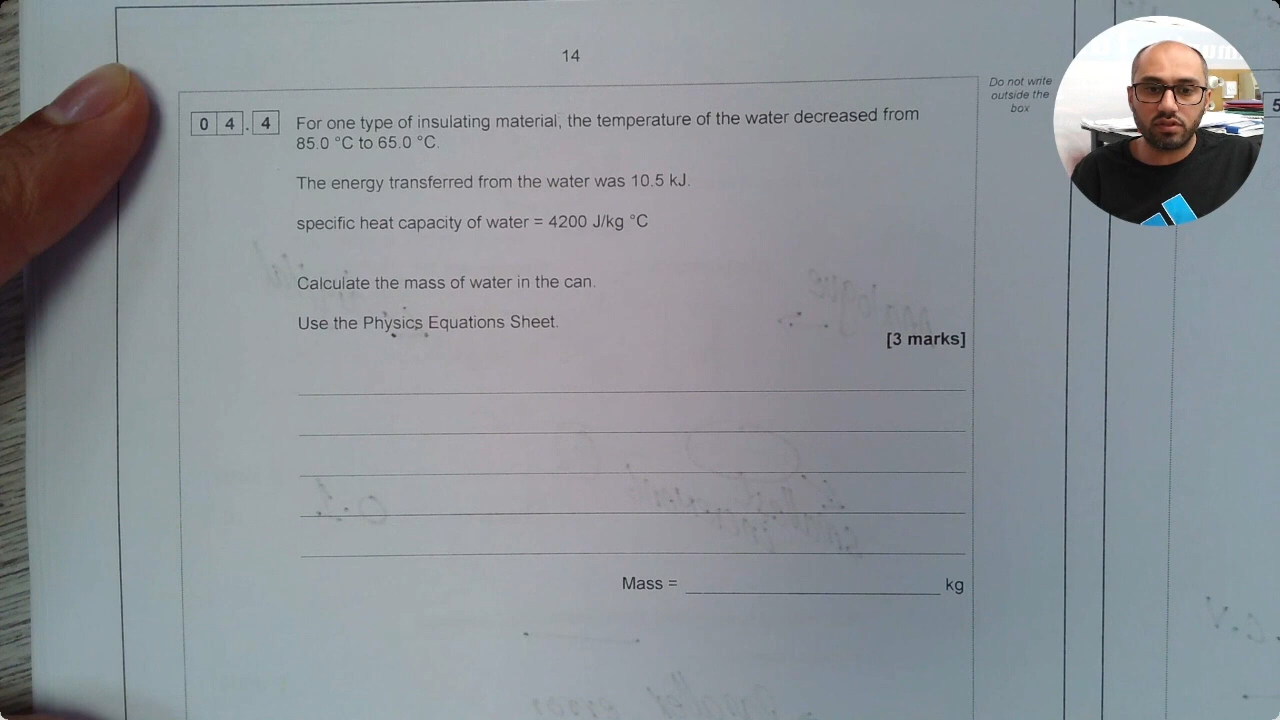 14
Do not write
outside the
box
0 4 . 4 For one type of insulating material, the temperature of the water decreased from
85.0 °C to 65.0 °C.
The energy transferred from the water was 10.5 kJ.
specific heat capacity of water = 4200 J/kg °C
Calculate the mass of water in the can.
Use the Physics Equations Sheet.
[3 marks]
Mass = kg
5